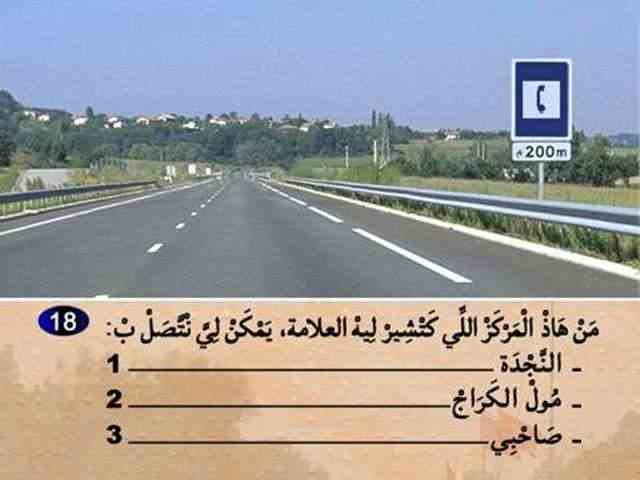 م 200m
18
مَنْ هَاذْ الْمَرْكَزْ اللِّي كَتْشِيرْ لِيهْ العلامة، يَمْكَنْ لِيَّ نْتَّصَلْ بْ:
- النَّجْدَة 1
- مُولْ الكَرَاجْ 2
- صَاحْبِي 3